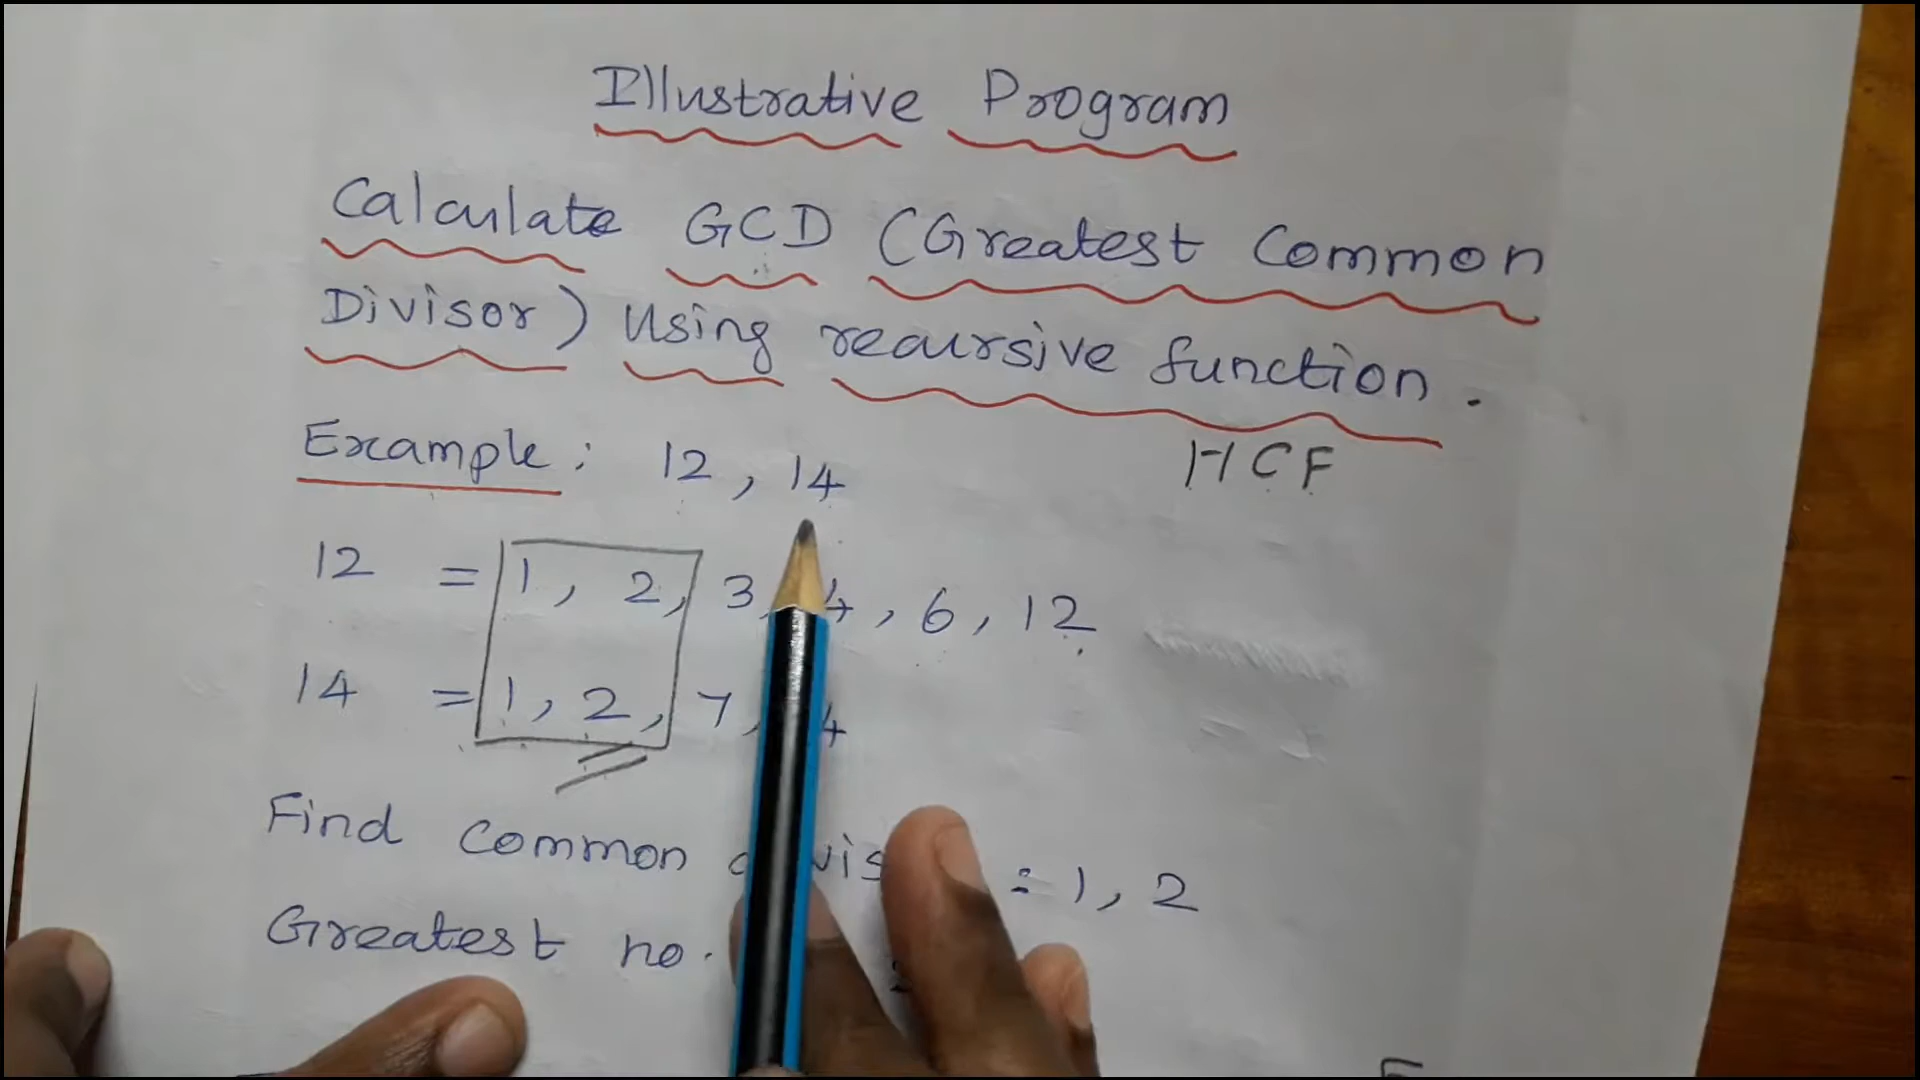 Illustrative Program
Calculate GCD (Greatest Common
Divisor) Using recursive function.
Example: 12, 14
HCF
12 = 1, 2, 3, 4, 6, 12
14 = 1, 2, 7,
Find common = 1, 2
Greatest no.